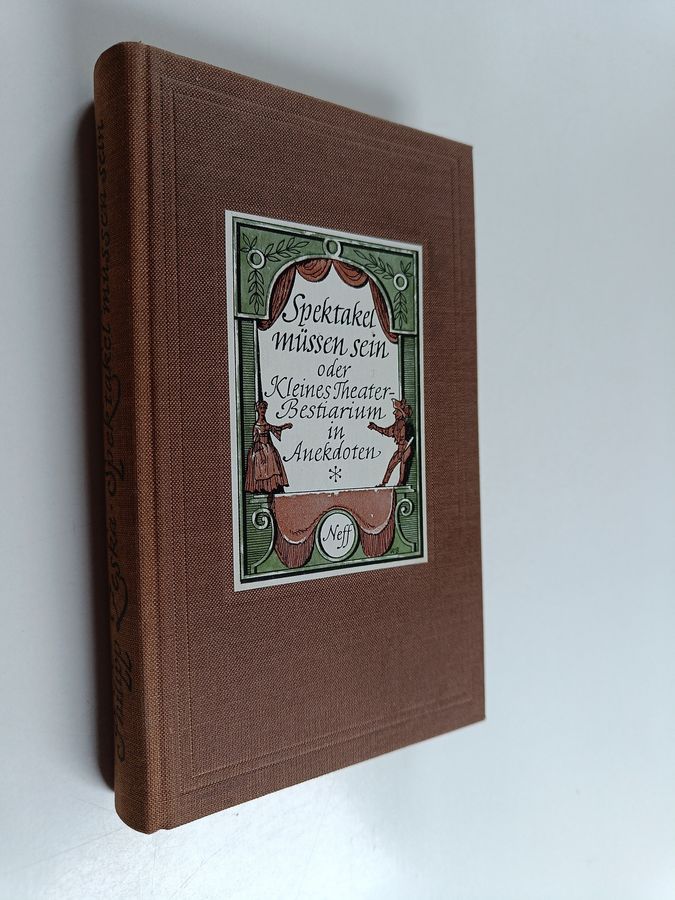 Spektakel
müssen sein
oder
Kleines Theater-
Bestiarium
in
Anekdoten
*
Neff
Spektakel müssen sein